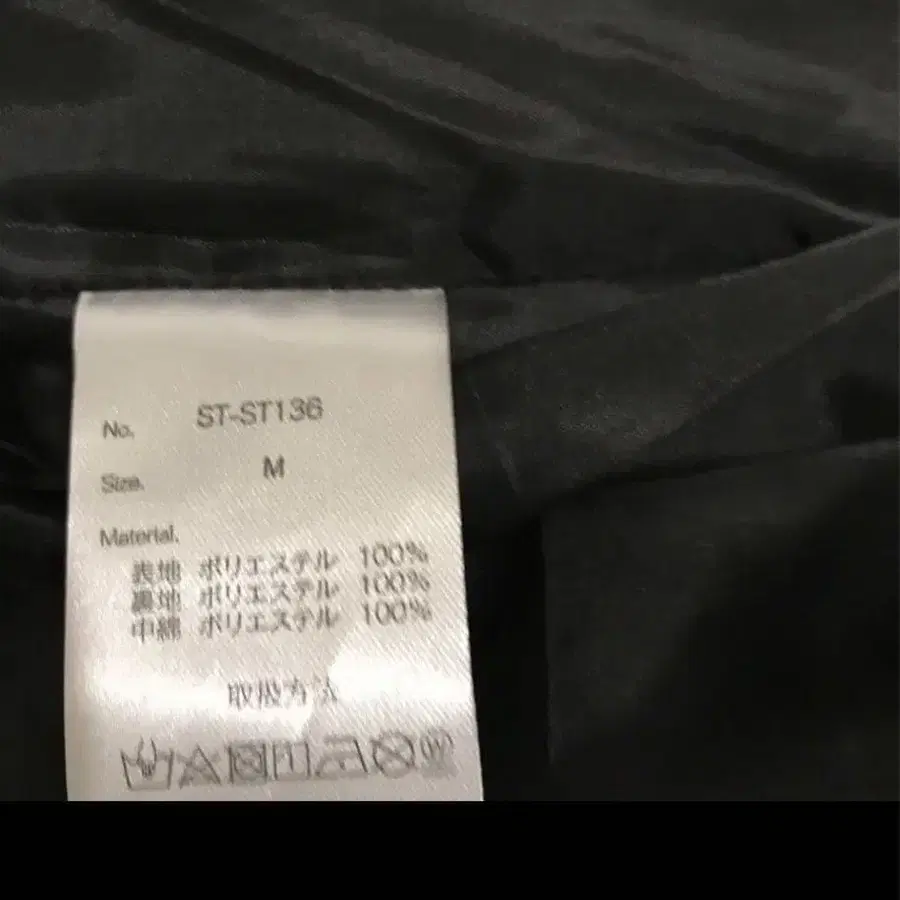 No. ST-ST136
Size. M
Material.
表地 ポリエステル 100%
裏地 ポリエステル 100%
中綿 ポリエステル 100%
取扱方法